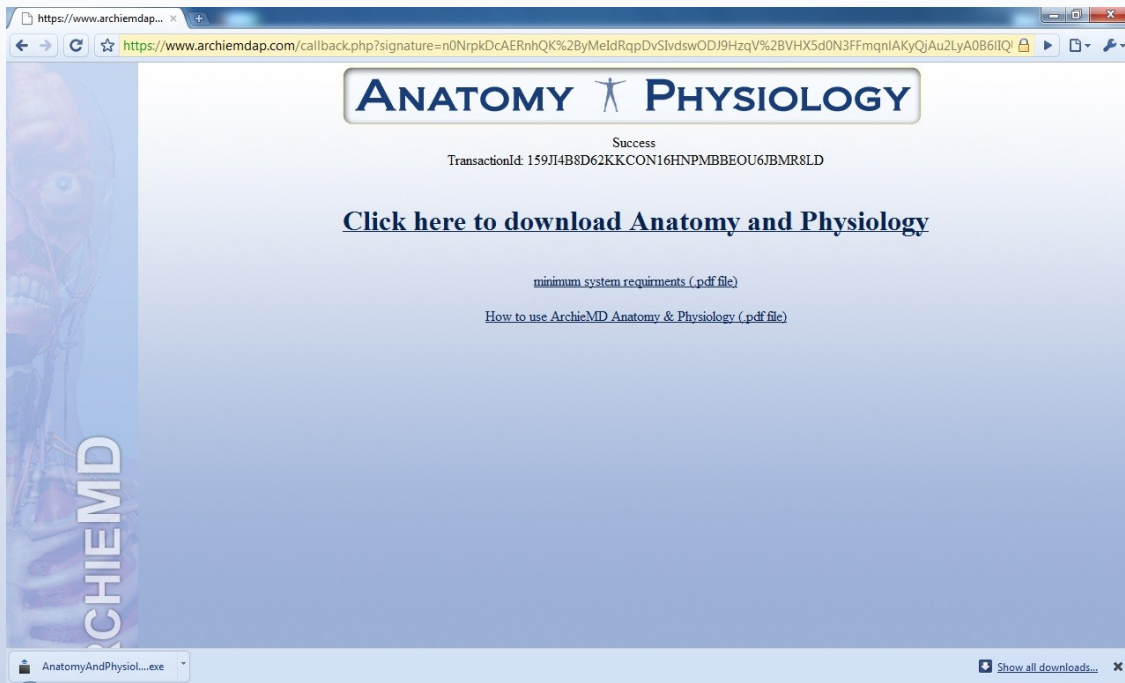 https://www.archiemdap...
https://www.archiemdap.com/callback.php?signature=n0NrpkDcAERnhQK%2ByMeIdRqpDvSIvdswODJ9HzqV%2BVHX5d0N3FFmqnIAKyQjAu2LyA0B6lIQ
ANATOMY PHYSIOLOGY
Success
TransactionId: 159JI4B8D62KKCON16HNPMBBEOU6JBMR8LD
Click here to download Anatomy and Physiology
minimum system requirments (.pdf file)
How to use ArchieMD Anatomy & Physiology (.pdf file)
RCHIEMD
AnatomyAndPhysiol....exe
Show all downloads...